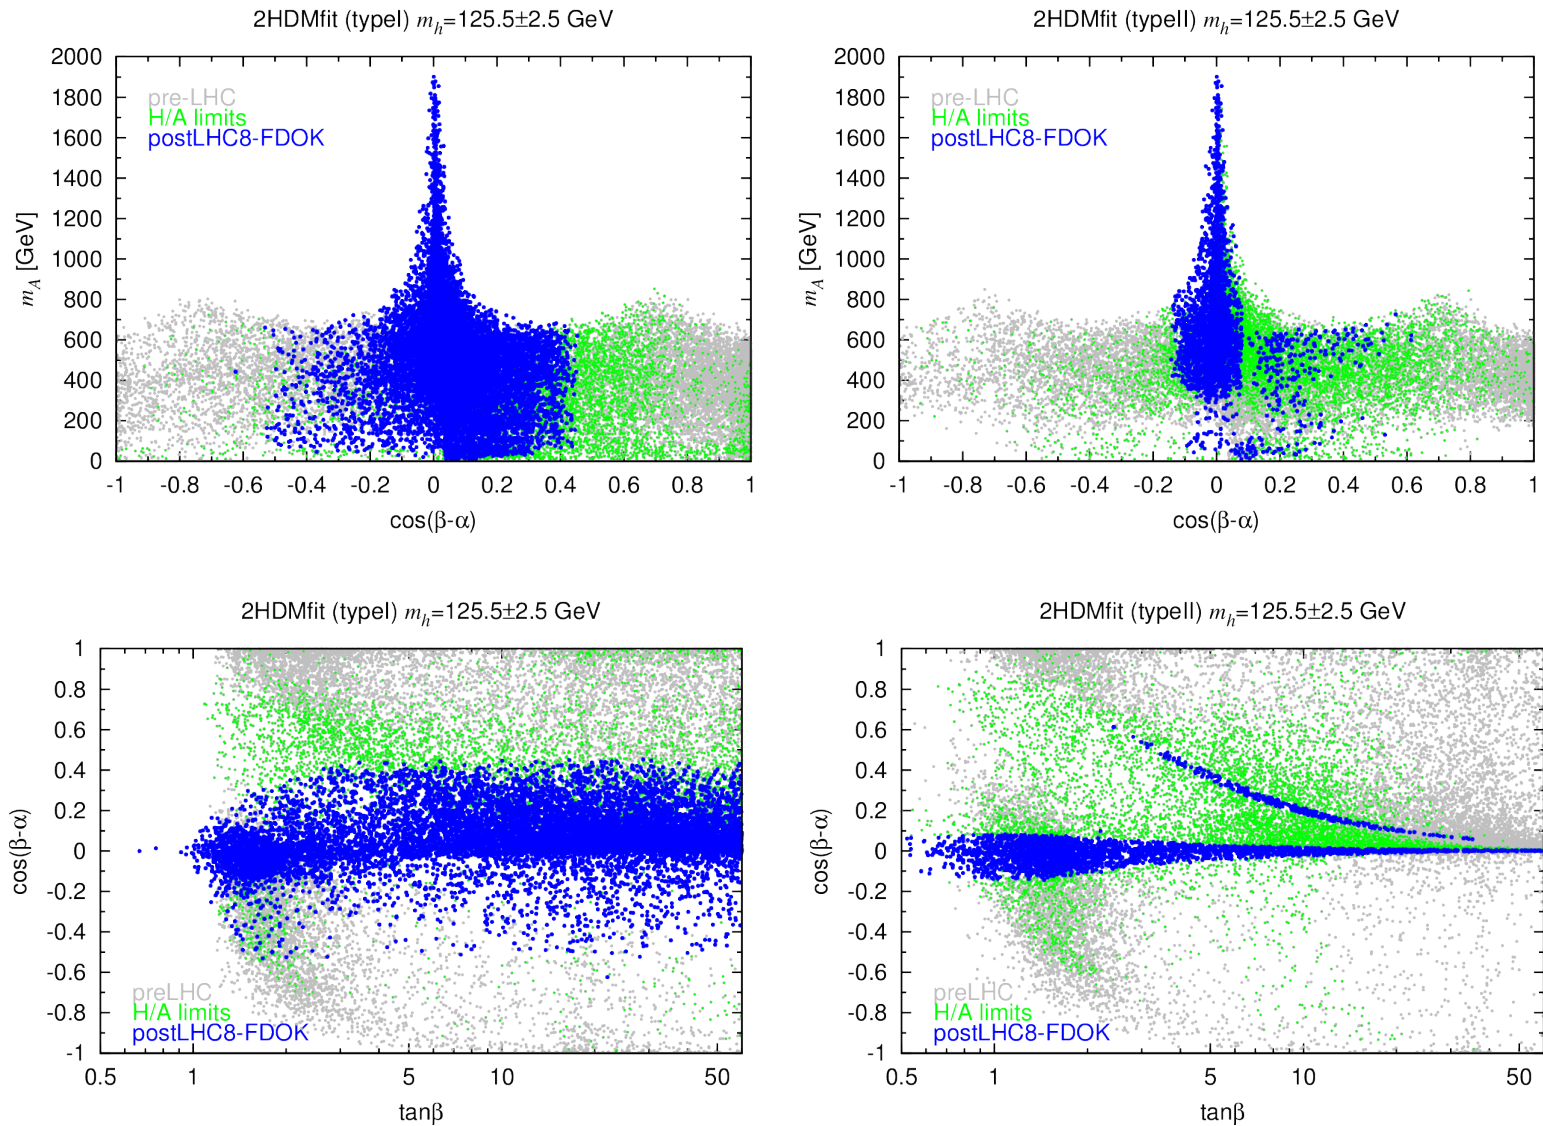 2HDMfit (typeI) m_h=125.5±2.5 GeV
pre-LHC
H/A limits
postLHC8-FDOK
m_A [GeV]
2000
1800
1600
1400
1200
1000
800
600
400
200
0
-1 -0.8 -0.6 -0.4 -0.2 0 0.2 0.4 0.6 0.8 1
cos(β-α)
2HDMfit (typeII) m_h=125.5±2.5 GeV
pre-LHC
H/A limits
postLHC8-FDOK
m_A [GeV]
2000
1800
1600
1400
1200
1000
800
600
400
200
0
-1 -0.8 -0.6 -0.4 -0.2 0 0.2 0.4 0.6 0.8 1
cos(β-α)
2HDMfit (typeI) m_h=125.5±2.5 GeV
cos(β-α)
1
0.8
0.6
0.4
0.2
0
-0.2
-0.4
-0.6
-0.8
-1
preLHC
H/A limits
postLHC8-FDOK
0.5 1 5 10 50
tanβ
2HDMfit (typeII) m_h=125.5±2.5 GeV
cos(β-α)
1
0.8
0.6
0.4
0.2
0
-0.2
-0.4
-0.6
-0.8
-1
preLHC
H/A limits
postLHC8-FDOK
0.5 1 5 10 50
tanβ